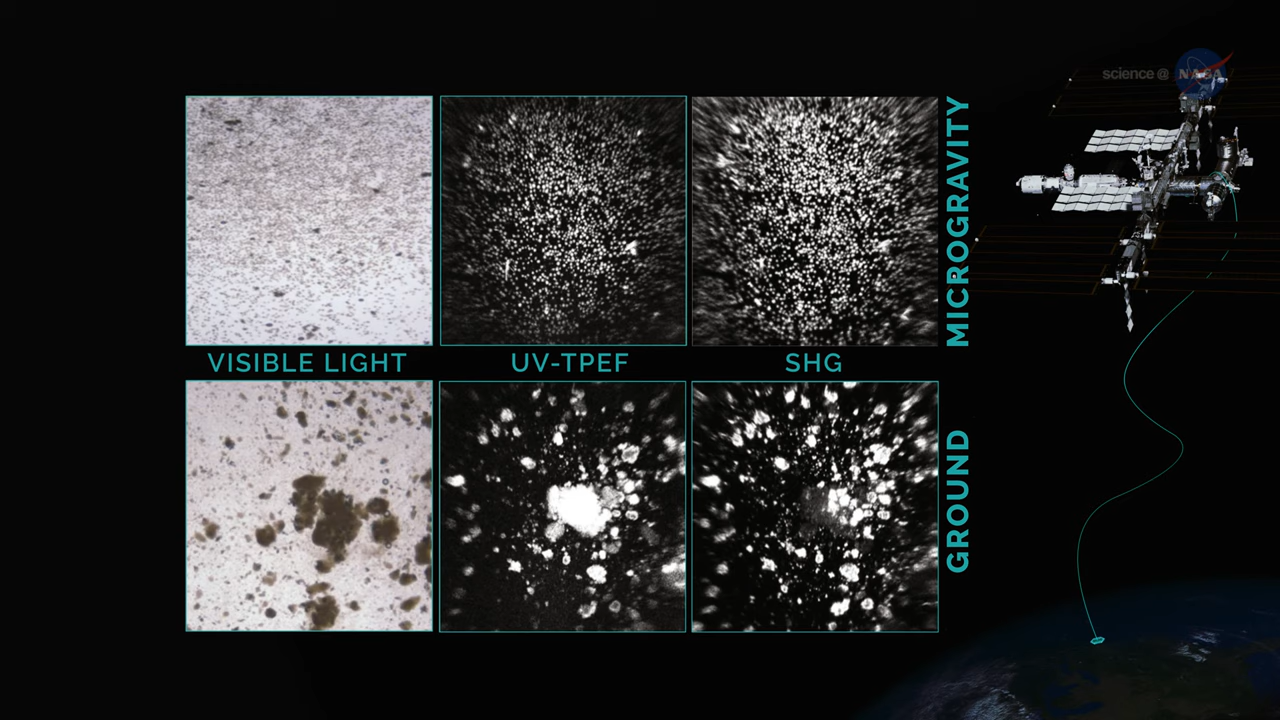 science @ NASA
MICROGRAVITY
VISIBLE LIGHT
UV-TPEF
SHG
GROUND